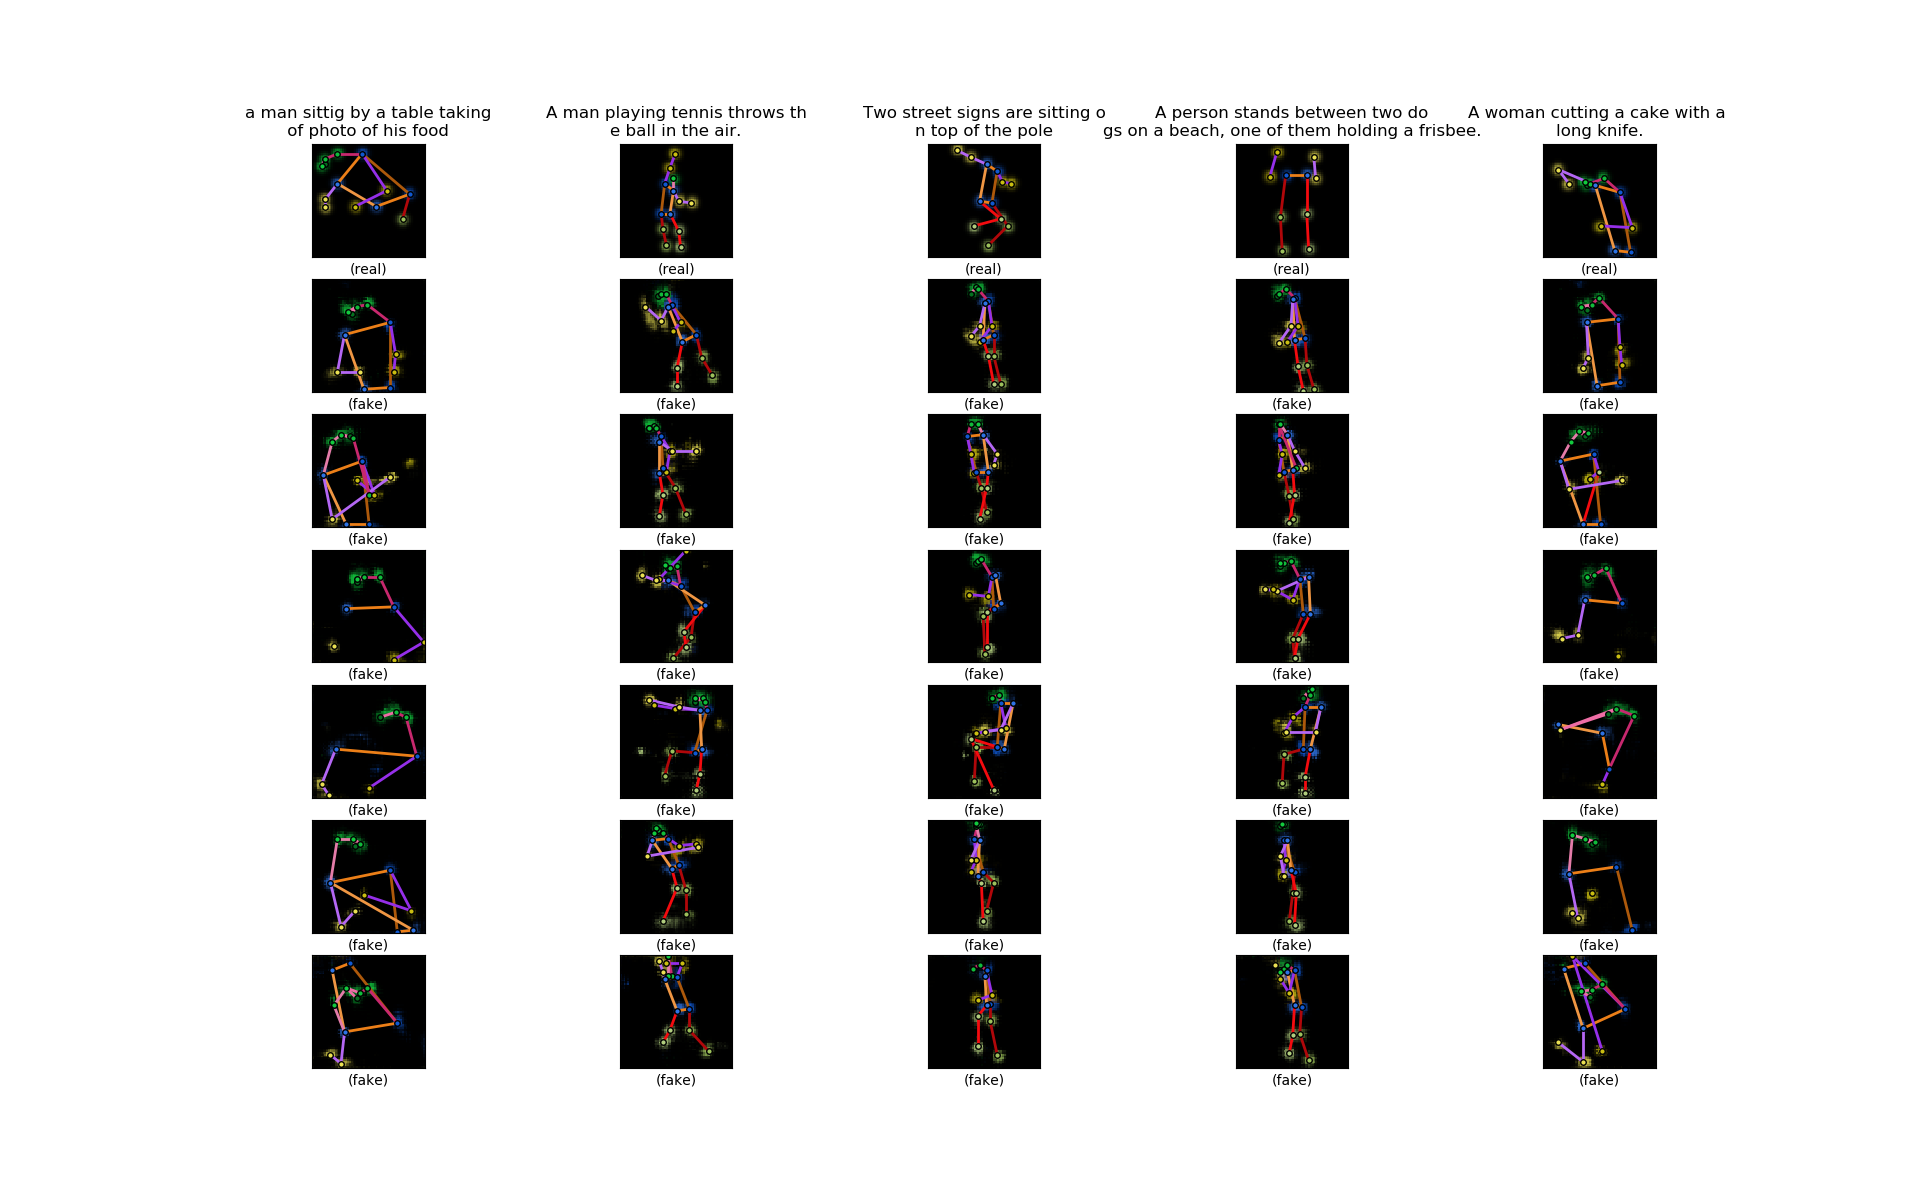 a man sittig by a table taking
of photo of his food
A man playing tennis throws th
e ball in the air.
Two street signs are sitting o
n top of the pole
A person stands between two do
gs on a beach, one of them holding a frisbee.
A woman cutting a cake with a
long knife.
(real) (real) (real) (real) (real)
(fake) (fake) (fake) (fake) (fake)
(fake) (fake) (fake) (fake) (fake)
(fake) (fake) (fake) (fake) (fake)
(fake) (fake) (fake) (fake) (fake)
(fake) (fake) (fake) (fake) (fake)
(fake) (fake) (fake) (fake) (fake)